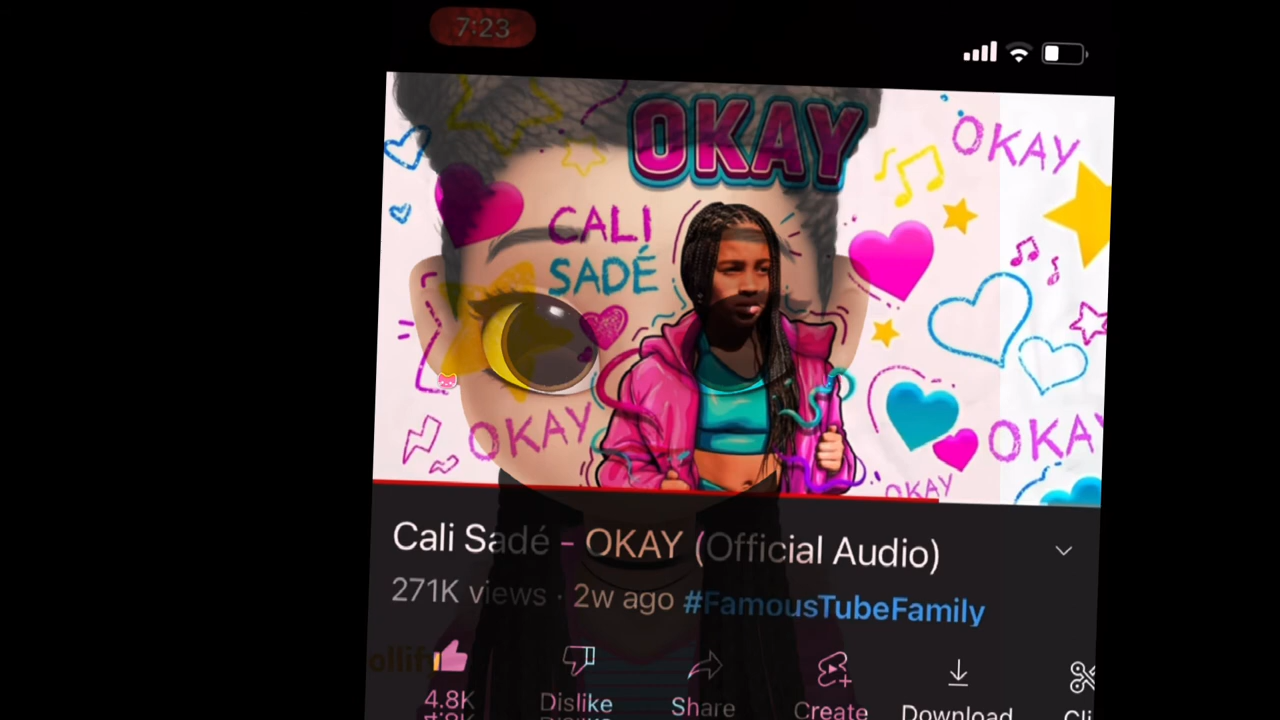 7:23
OKAY
OKAY
CALI
SADÉ
OKAY
OKAY
OKAY
Cali Sadé - OKAY (Official Audio)
271K views · 2w ago #FamousTubeFamily
4.8K
Dislike
Share
Create
Download